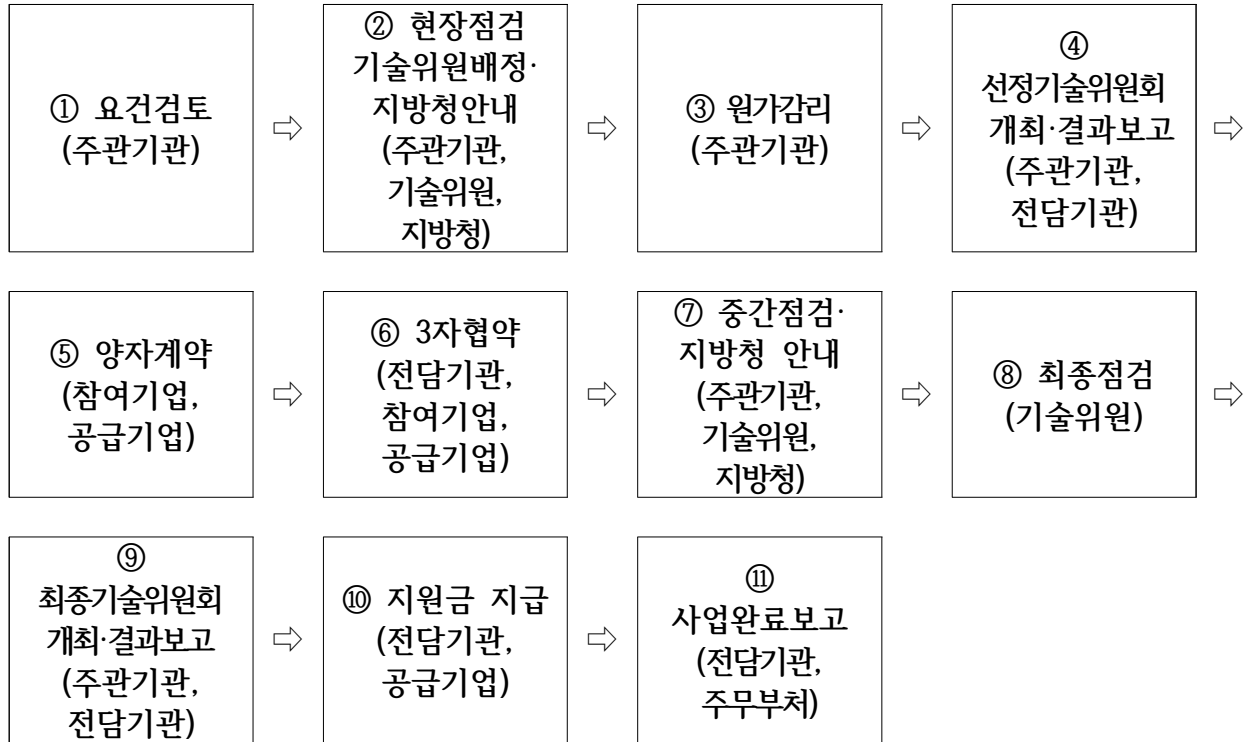 ① 요건검토
(주관기관)
⇨
② 현장점검
기술위원배정·
지방청안내
(주관기관,
기술위원,
지방청)
⇨
③ 원가감리
(주관기관)
⇨
④
선정기술위원회
개최·결과보고
(주관기관,
전담기관)
⇨
⑤ 양자계약
(참여기업,
공급기업)
⇨
⑥ 3자협약
(전담기관,
참여기업,
공급기업)
⇨
⑦ 중간점검·
지방청 안내
(주관기관,
기술위원,
지방청)
⇨
⑧ 최종점검
(기술위원)
⇨
⑨
최종기술위원회
개최·결과보고
(주관기관,
전담기관)
⇨
⑩ 지원금 지급
(전담기관,
공급기업)
⇨
⑪
사업완료보고
(전담기관,
주무부처)